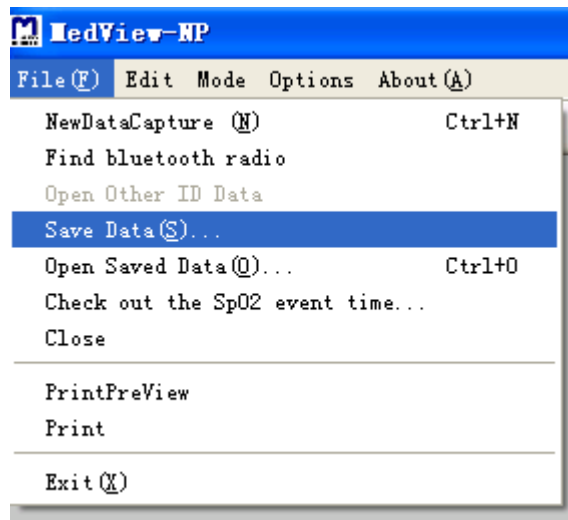 MedView-NP
File(F) Edit Mode Options About(A)
NewDataCapture (N) Ctrl+N
Find bluetooth radio
Open Other ID Data
Save Data(S)...
Open Saved Data(O)... Ctrl+O
Check out the SpO2 event time...
Close
PrintPreView
Print
Exit(X)